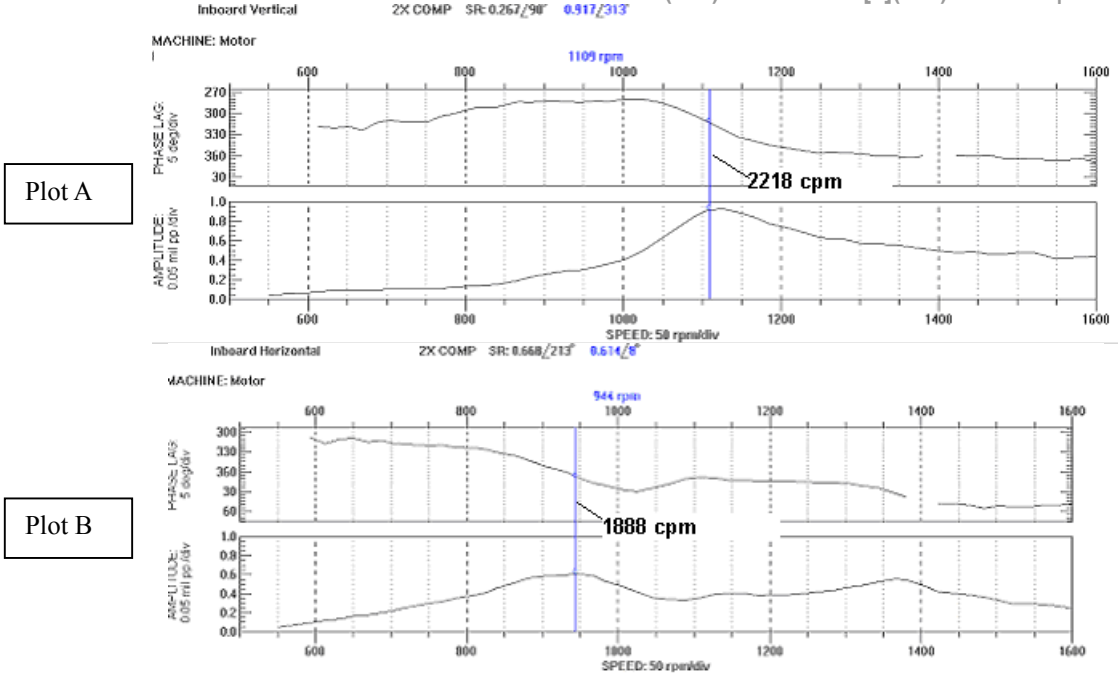 Inboard Vertical 2X COMP SR: 0.267/90° 0.917/313°
MACHINE: Motor
1109 rpm
600 800 1000 1200 1400 1600
PHASE LAG:
5 deg/div
270
300
330
360
30
Plot A
2218 cpm
AMPLITUDE:
0.05 mil pp/div
1.0
0.8
0.6
0.4
0.2
0.0
600 800 1000 1200 1400 1600
SPEED: 50 rpm/div
Inboard Horizontal 2X COMP SR: 0.668/213° 0.614/8°
MACHINE: Motor
944 rpm
600 800 1000 1200 1400 1600
PHASE LAG:
5 deg/div
300
330
360
30
60
Plot B
1888 cpm
AMPLITUDE:
0.05 mil pp/div
1.0
0.8
0.6
0.4
0.2
0.0
600 800 1000 1200 1400 1600
SPEED: 50 rpm/div